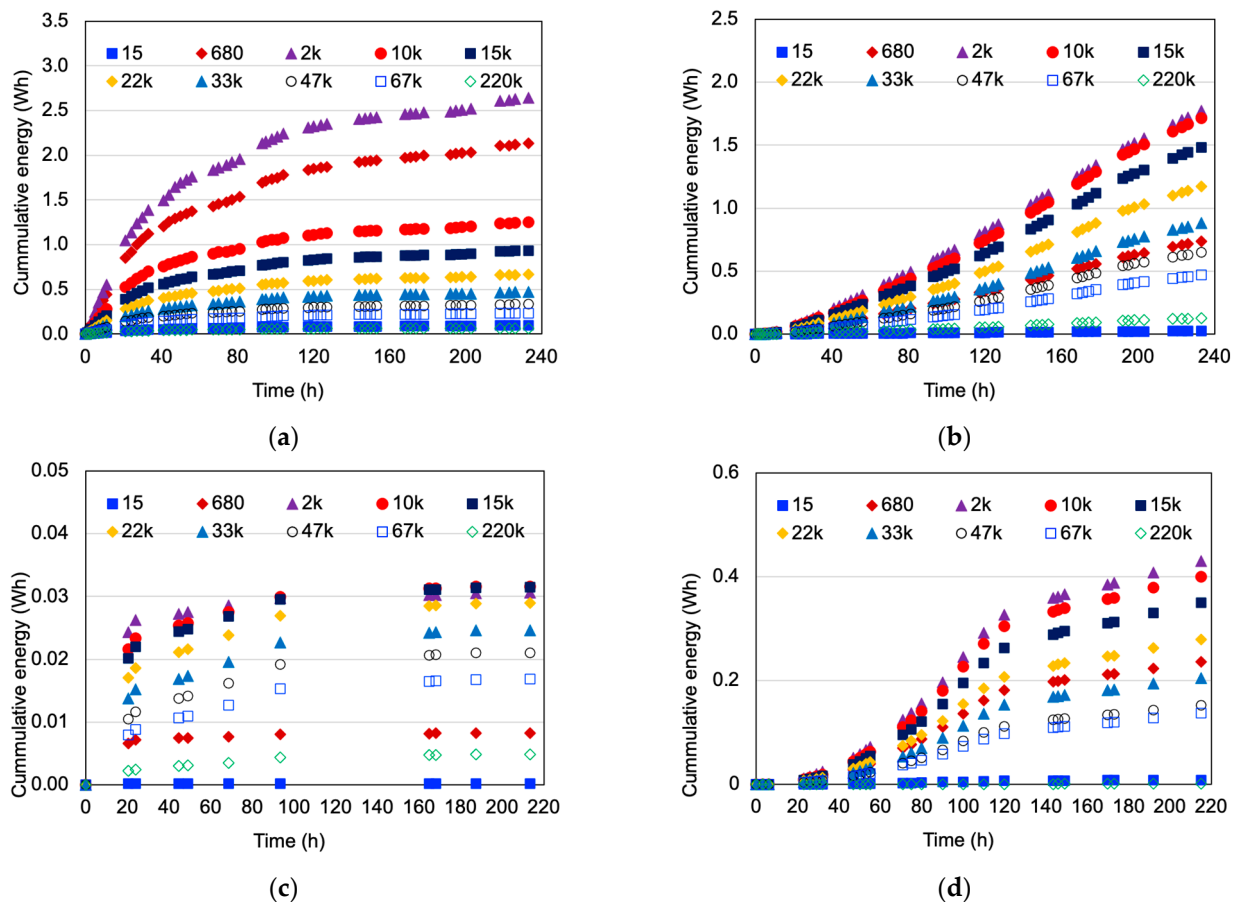 3.5
3.0
2.5
2.0
1.5
1.0
0.5
0.0
Cummulative energy (Wh)
15 680 2k 10k 15k
22k 33k 47k 67k 220k
0 40 80 120 160 200 240
Time (h)
(a)
2.5
2.0
1.5
1.0
0.5
0.0
Cummulative energy (Wh)
15 680 2k 10k 15k
22k 33k 47k 67k 220k
0 40 80 120 160 200 240
Time (h)
(b)
0.05
0.04
0.03
0.02
0.01
0.00
Cummulative energy (Wh)
15 680 2k 10k 15k
22k 33k 47k 67k 220k
0 20 40 60 80 100 120 140 160 180 200 220
Time (h)
(c)
0.6
0.4
0.2
0
Cummulative energy (Wh)
15 680 2k 10k 15k
22k 33k 47k 67k 220k
0 20 40 60 80 100 120 140 160 180 200 220
Time (h)
(d)